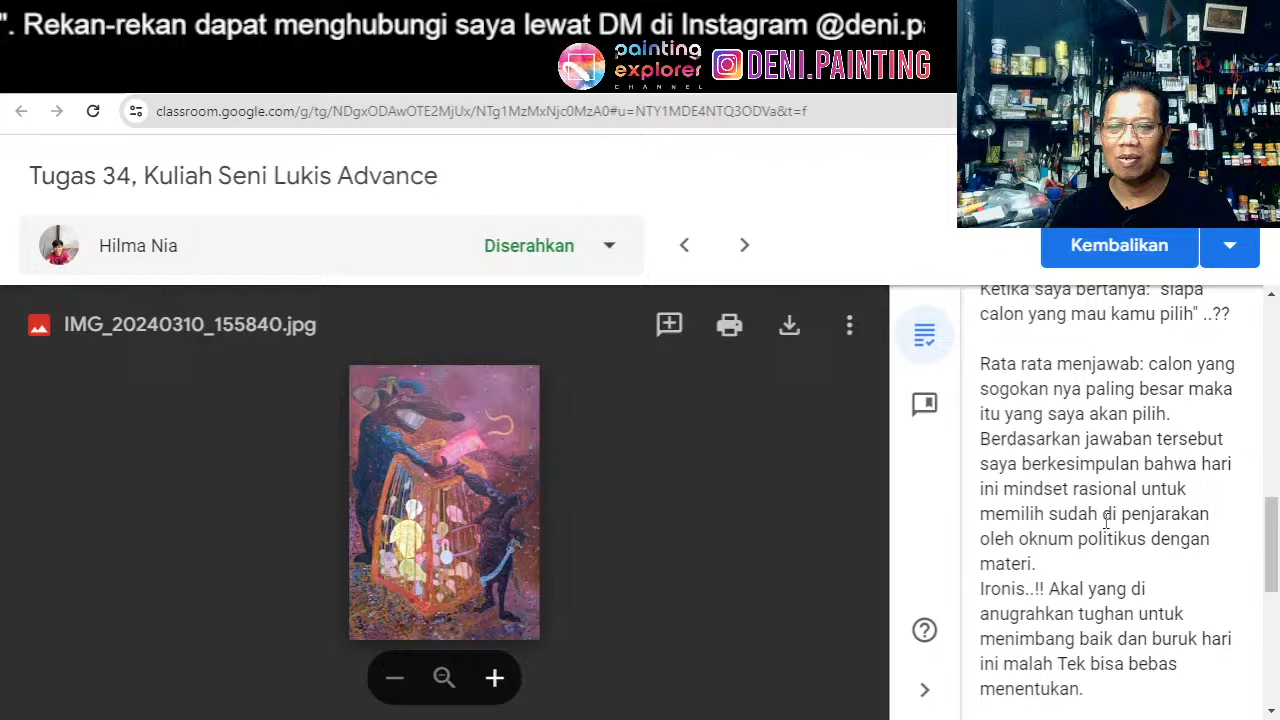 ". Rekan-rekan dapat menghubungi saya lewat DM di Instagram @deni.pa
painting
explorer
CHANNEL
DENI.PAINTING
classroom.google.com/g/tg/NDgxODAwOTE2MjUx/NTg1MzMxNjc0MzA0#u=NTY1MDE4NTQ3ODVa&t=f
Tugas 34, Kuliah Seni Lukis Advance
Hilma Nia
Diserahkan
Kembalikan
IMG_20240310_155840.jpg
Ketika saya bertanya: "siapa
calon yang mau kamu pilih" ..??
Rata rata menjawab: calon yang
sogokan nya paling besar maka
itu yang saya akan pilih.
Berdasarkan jawaban tersebut
saya berkesimpulan bahwa hari
ini mindset rasional untuk
memilih sudah di penjarakan
oleh oknum politikus dengan
materi.
Ironis..!! Akal yang di
anugrahkan tughan untuk
menimbang baik dan buruk hari
ini malah Tek bisa bebas
menentukan.